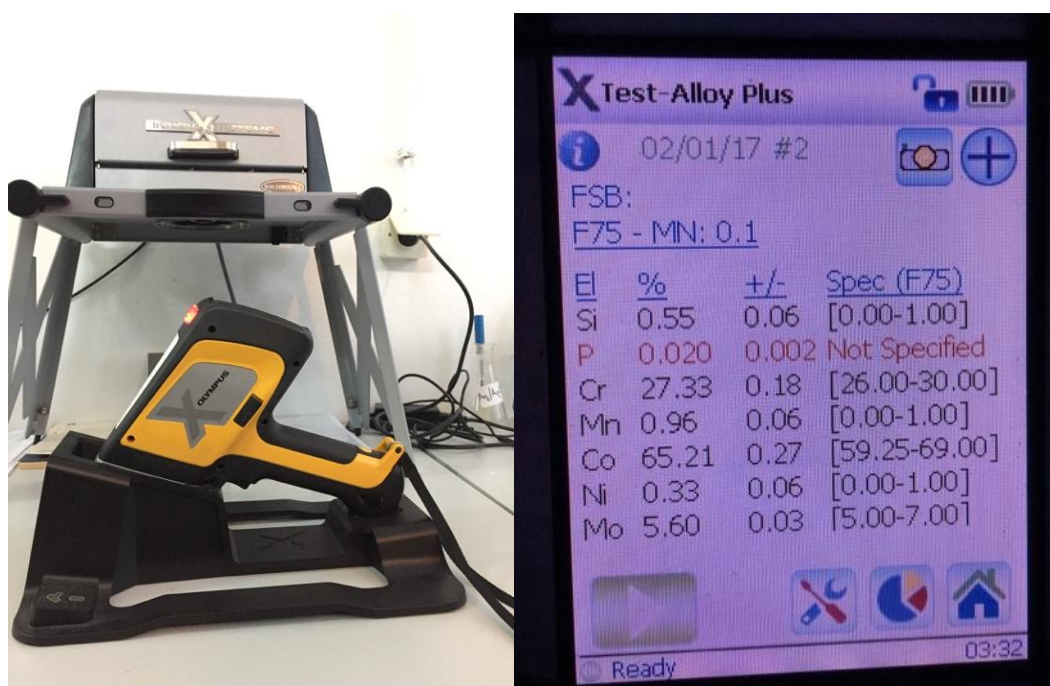 OLYMPUS
X
X Test-Alloy Plus
02/01/17 #2
FSB:
F75 - MN: 0.1
El % +/- Spec (F75)
Si 0.55 0.06 [0.00-1.00]
P 0.020 0.002 Not Specified
Cr 27.33 0.18 [26.00-30.00]
Mn 0.96 0.06 [0.00-1.00]
Co 65.21 0.27 [59.25-69.00]
Ni 0.33 0.06 [0.00-1.00]
Mo 5.60 0.03 [5.00-7.00]
Ready
03:32